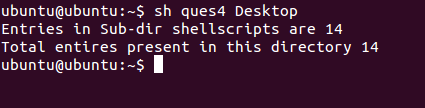 ubuntu@ubuntu:~$ sh ques4 Desktop
Entries in Sub-dir shellscripts are 14
Total entires present in this directory 14
ubuntu@ubuntu:~$